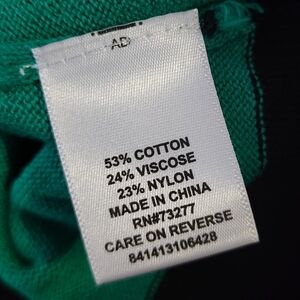 AD
53% COTTON
24% VISCOSE
23% NYLON
MADE IN CHINA
RN#73277
CARE ON REVERSE
841413106428